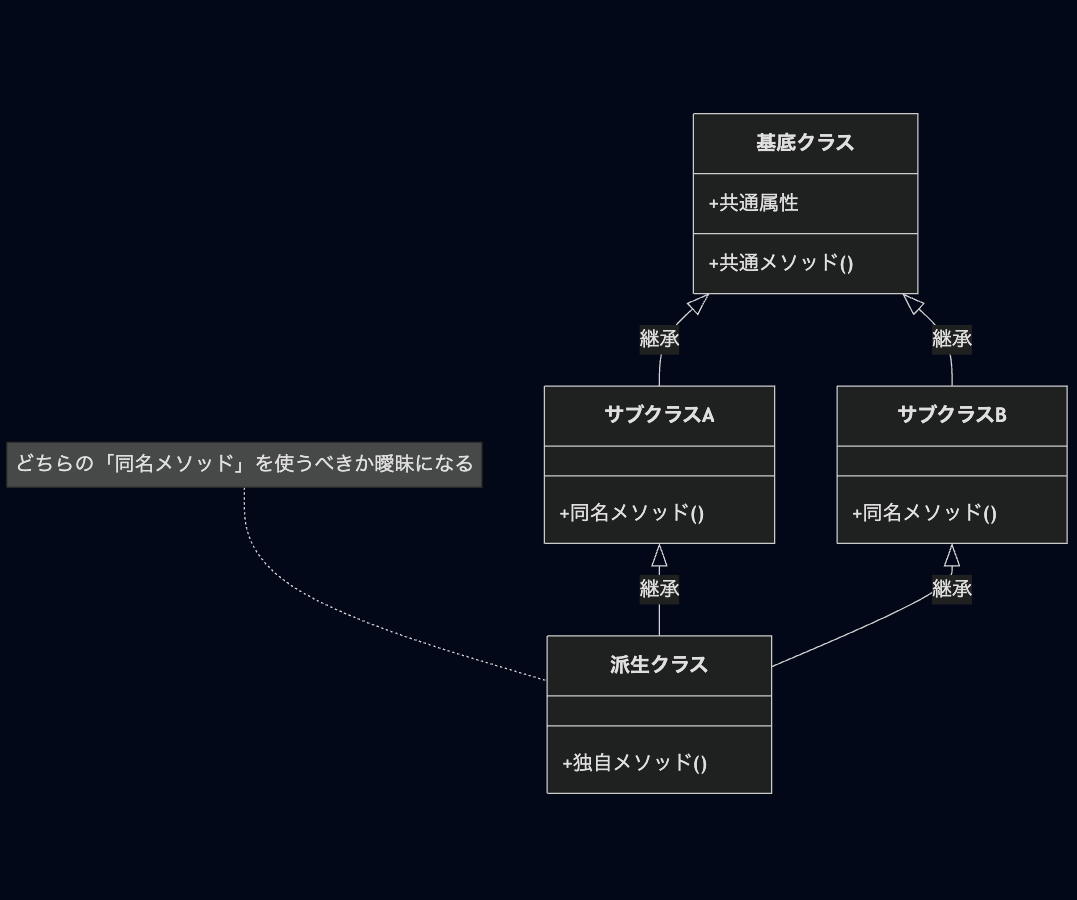 基底クラス
+共通属性
+共通メソッド()
継承
継承
サブクラスA
サブクラスB
どちらの「同名メソッド」を使うべきか曖昧になる
+同名メソッド()
+同名メソッド()
継承
継承
派生クラス
+独自メソッド()